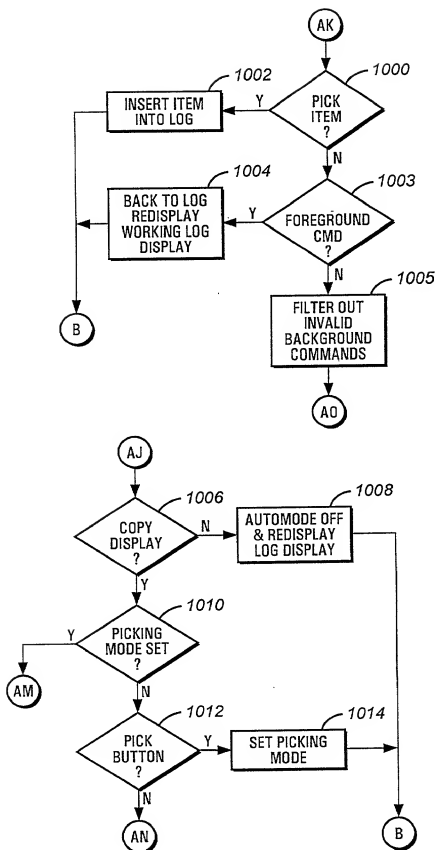 AK
1002
1000
INSERT ITEM
INTO LOG
Y
PICK
ITEM
?
N
1004
1003
BACK TO LOG
REDISPLAY
WORKING LOG
DISPLAY
Y
FOREGROUND
CMD
?
N
1005
B
FILTER OUT
INVALID
BACKGROUND
COMMANDS
AO
AJ
1006
1008
COPY
DISPLAY
?
N
AUTOMODE OFF
& REDISPLAY
LOG DISPLAY
Y
1010
Y
PICKING
MODE SET
?
AM
N
1012
1014
PICK
BUTTON
?
Y
SET PICKING
MODE
N
AN
B